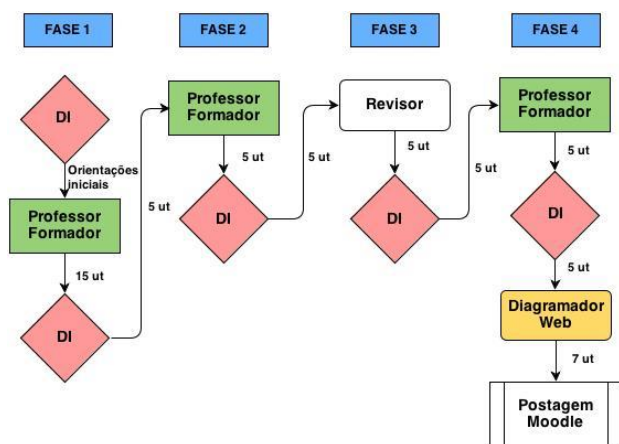 FASE 1
FASE 2
FASE 3
FASE 4
DI
Orientações
iniciais
Professor
Formador
15 ut
DI
5 ut
Professor
Formador
5 ut
DI
5 ut
Revisor
5 ut
DI
5 ut
Professor
Formador
5 ut
DI
5 ut
Diagramador
Web
7 ut
Postagem
Moodle